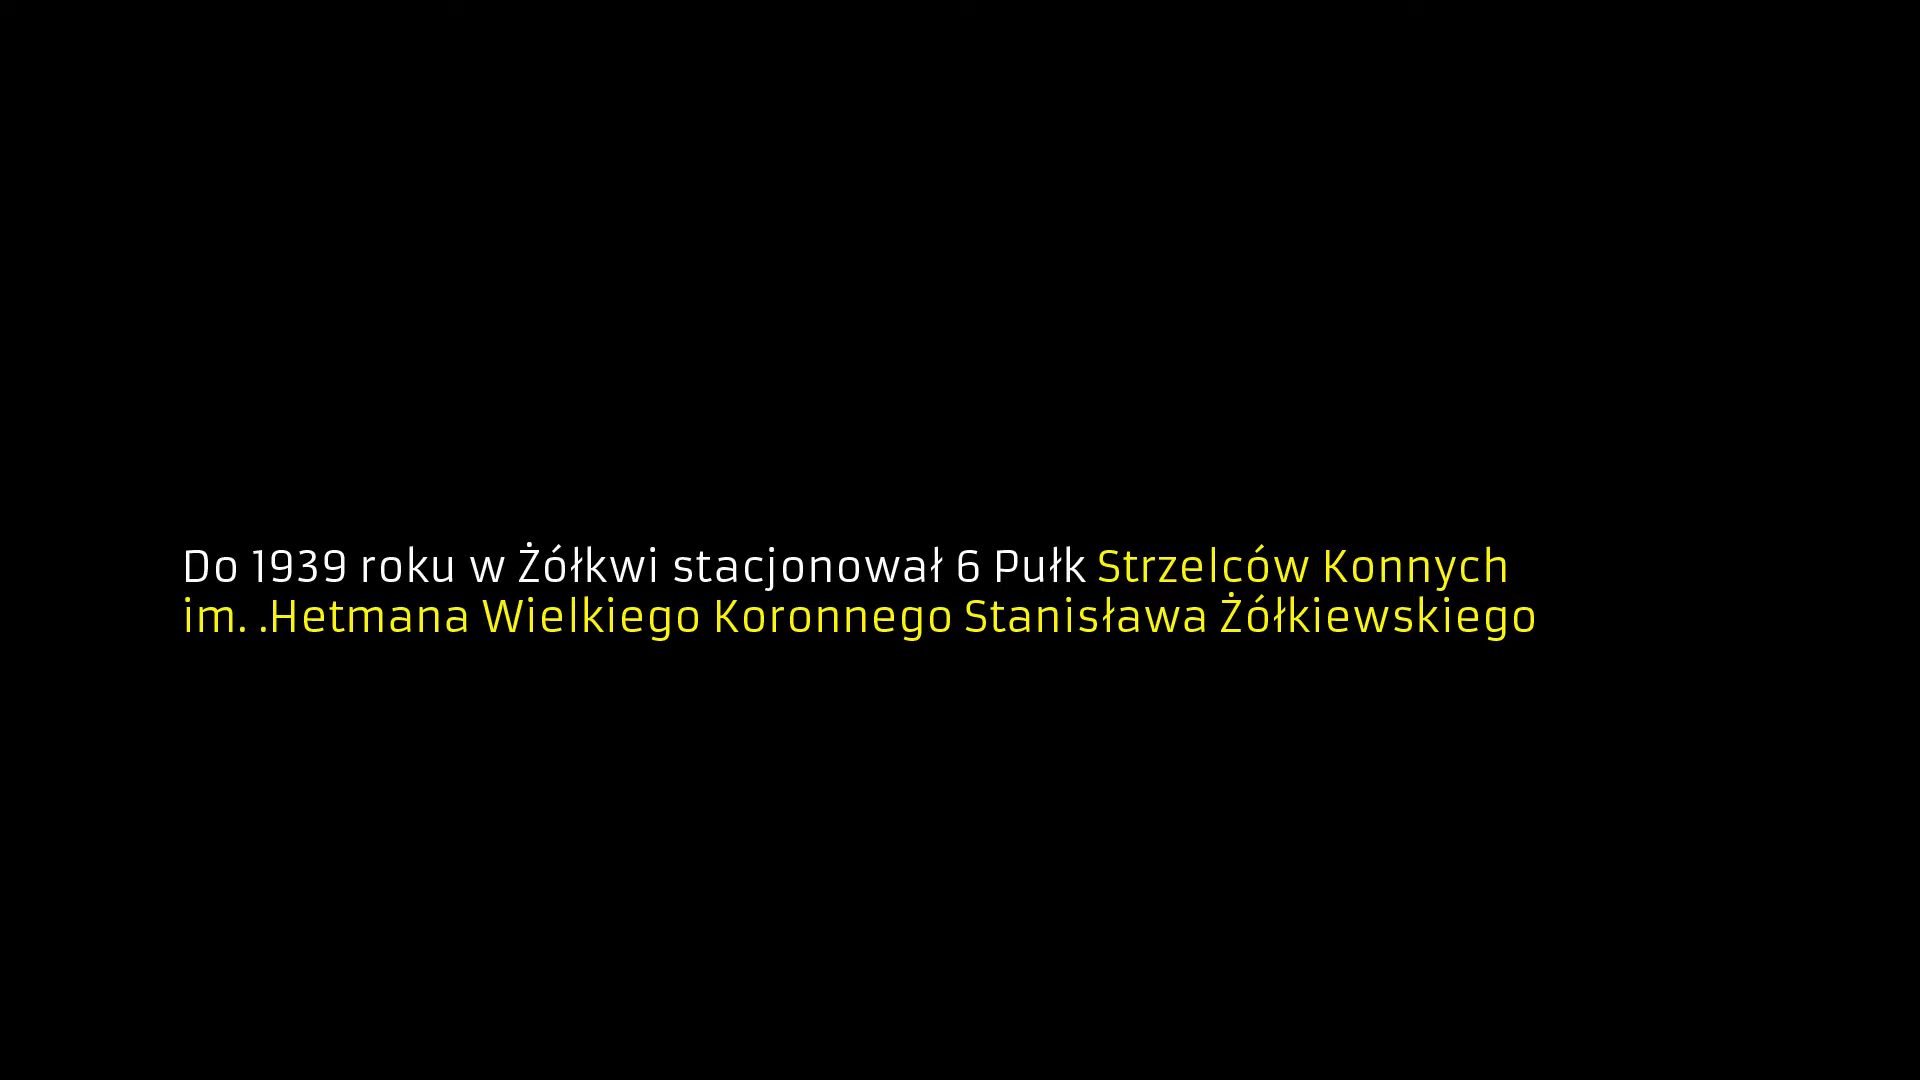 Do 1939 roku w Żółkwi stacjonował 6 Pułk Strzelców Konnych
im. .Hetmana Wielkiego Koronnego Stanisława Żółkiewskiego